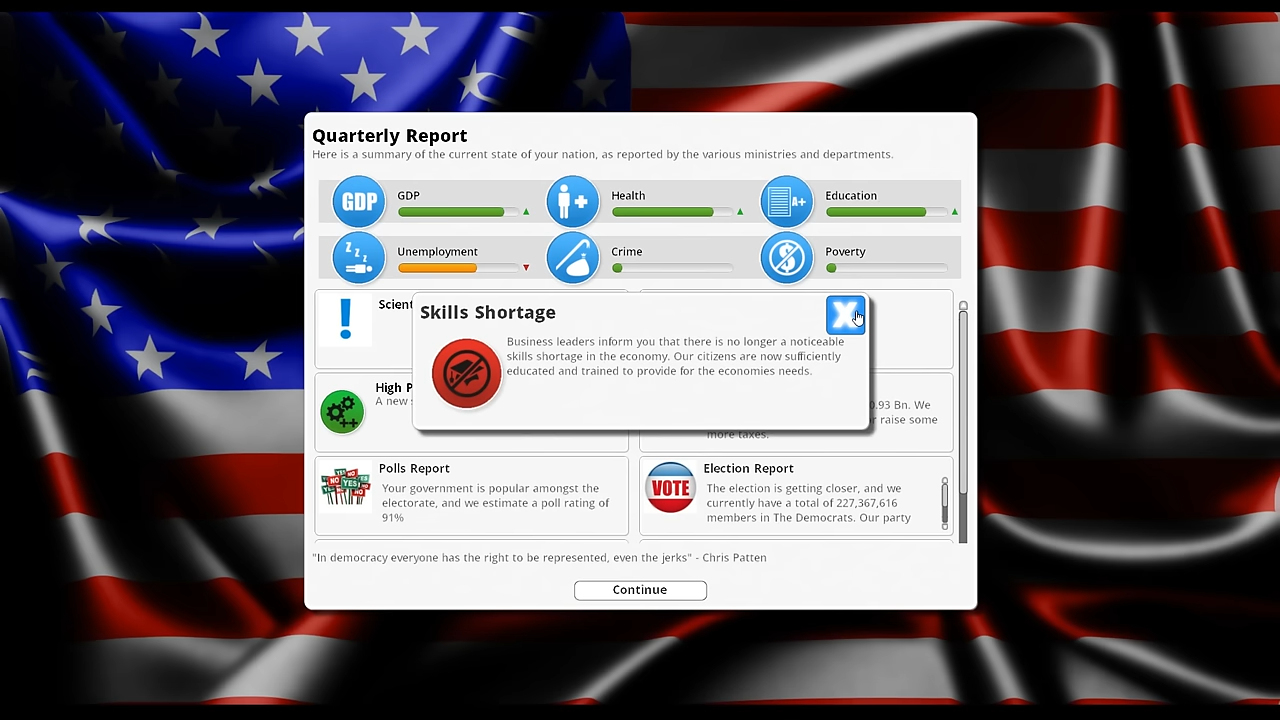 Quarterly Report
Here is a summary of the current state of your nation, as reported by the various ministries and departments.
GDP
GDP
Health
A+
Education
Z Z Z
Unemployment
Crime
$
Poverty
Skills Shortage
X
Business leaders inform you that there is no longer a noticeable
skills shortage in the economy. Our citizens are now sufficiently
educated and trained to provide for the economies needs.
!
High
A new
0.93 Bn. We
raise some
more taxes.
NO YES NO
Polls Report
Your government is popular amongst the
electorate, and we estimate a poll rating of
91%
VOTE
Election Report
The election is getting closer, and we
currently have a total of 227,367,616
members in The Democrats. Our party
"In democracy everyone has the right to be represented, even the jerks" - Chris Patten
Continue